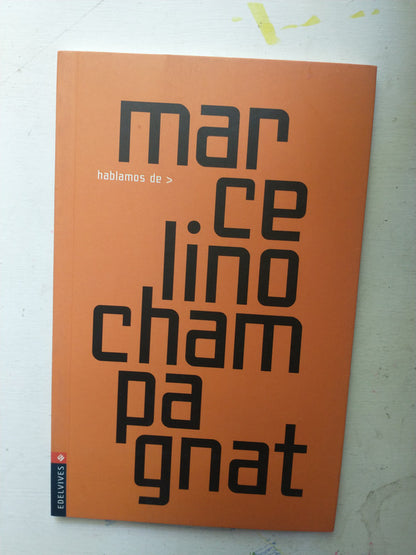 mar
hablamos de >
ce
lino
cham
pa
gnat
EDELVIVES